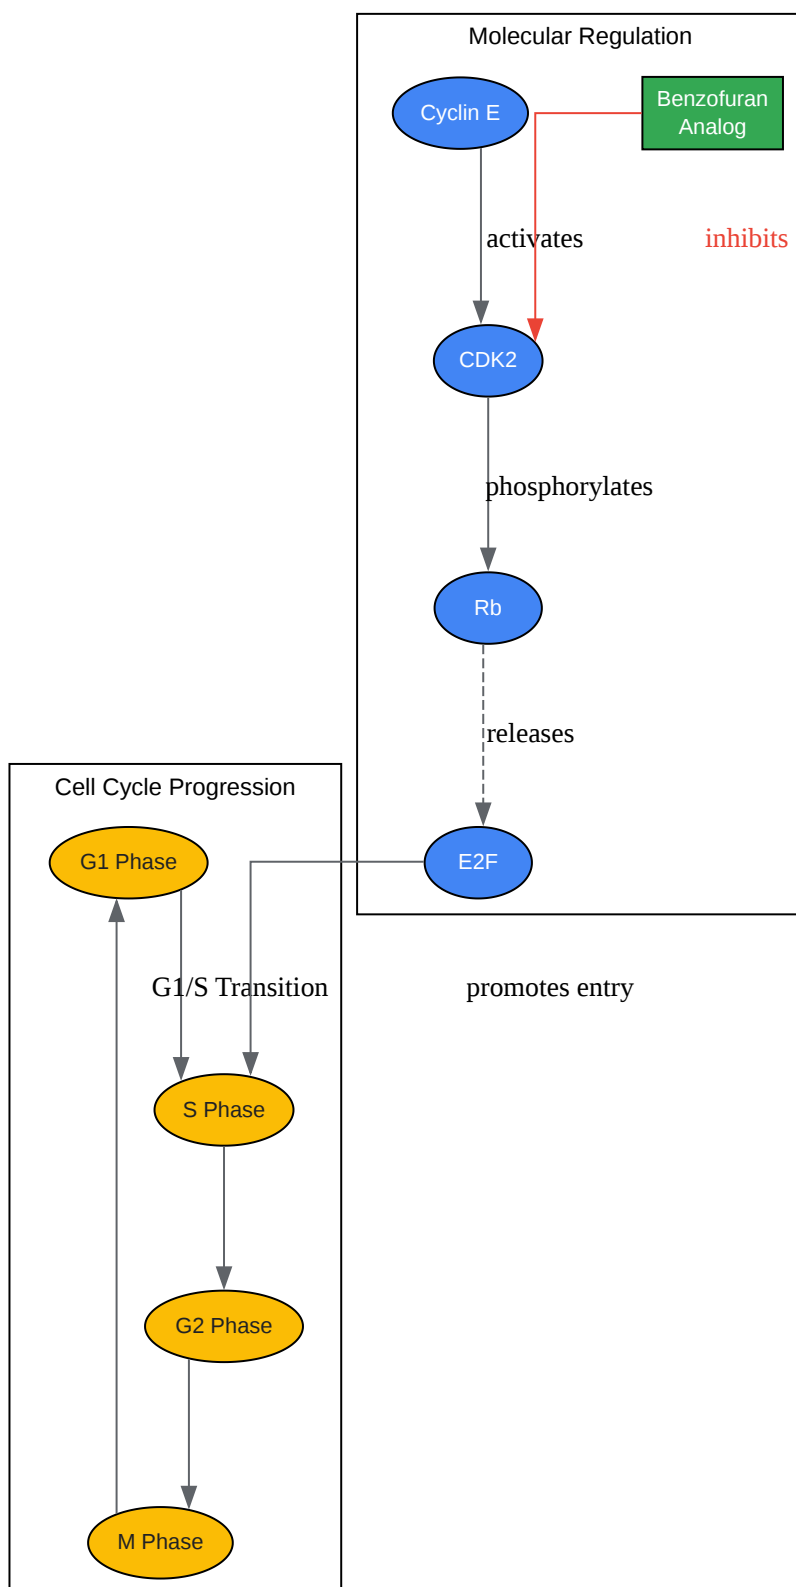 Molecular Regulation
Cyclin E
Benzofuran
Analog
activates
inhibits
CDK2
phosphorylates
Rb
releases
E2F
Cell Cycle Progression
G1 Phase
G1/S Transition
promotes entry
S Phase
G2 Phase
M Phase